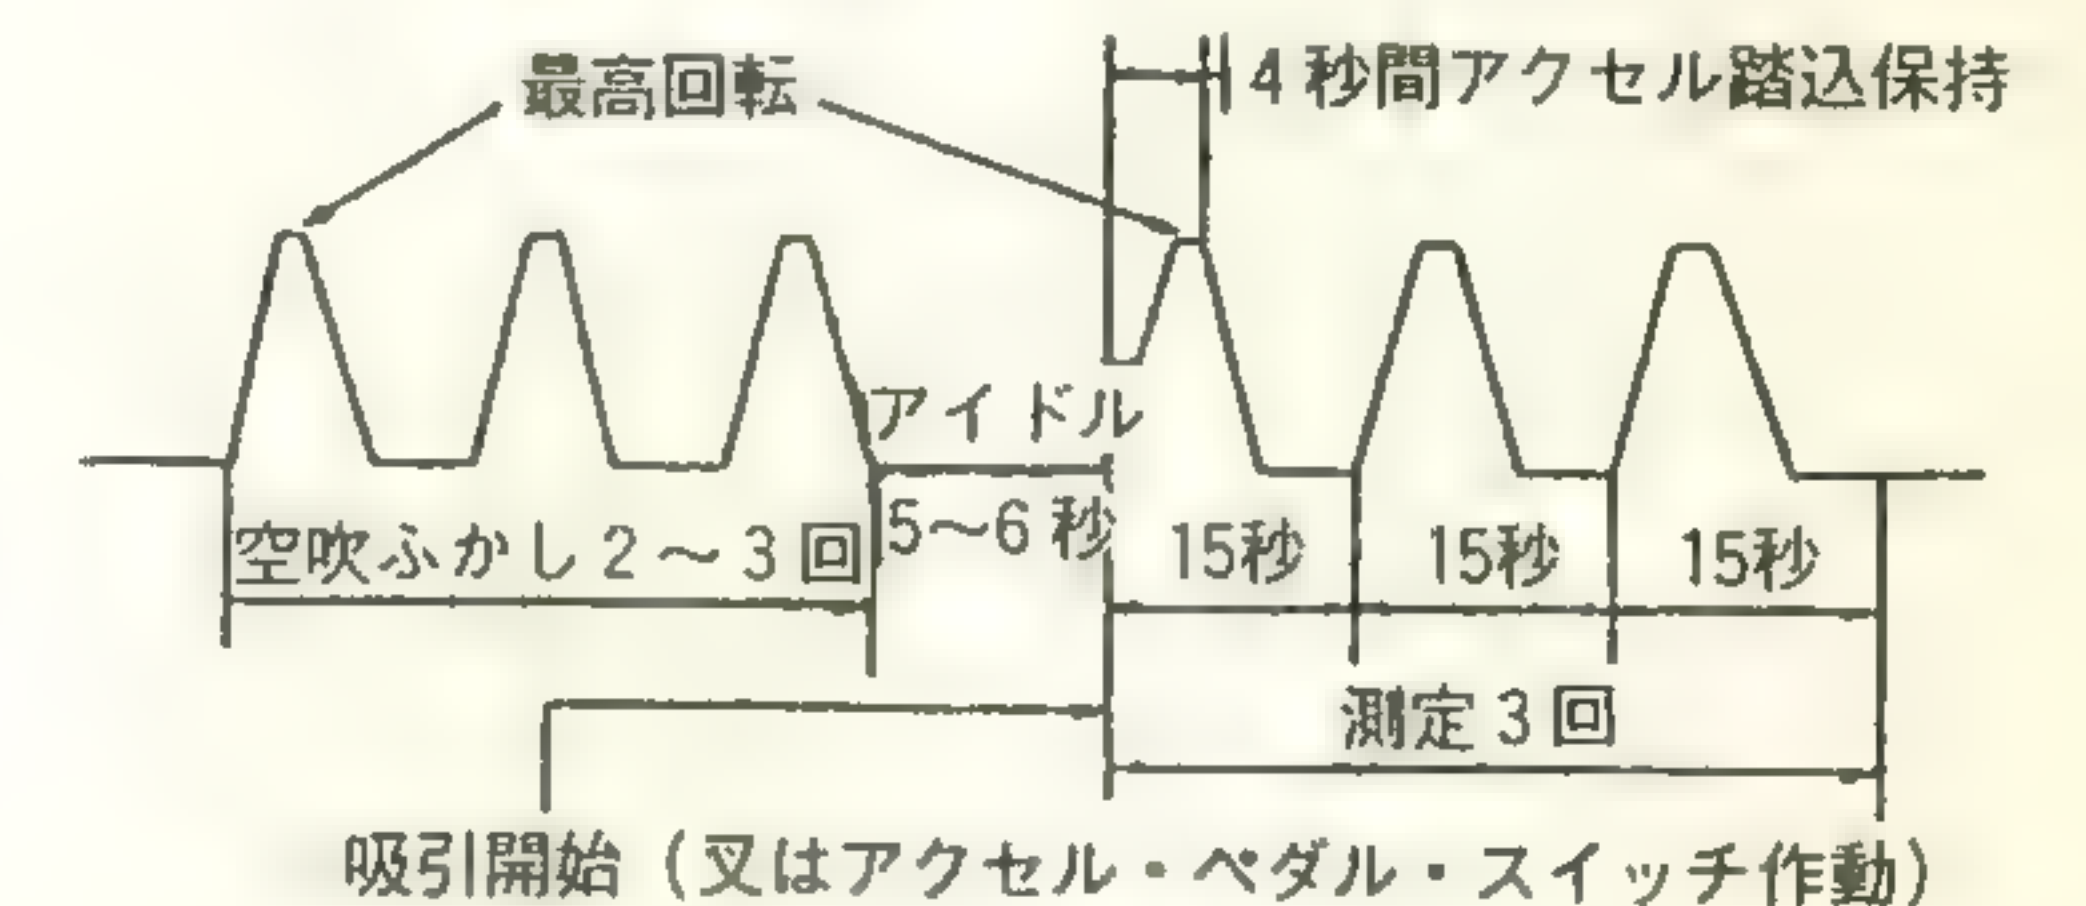 最高回転
4秒間アクセル踏込保持
アイドル
空吹ふかし2〜3回
5〜6秒
15秒
15秒
15秒
測定3回
吸引開始（又はアクセル・ペダル・スイッチ作動）